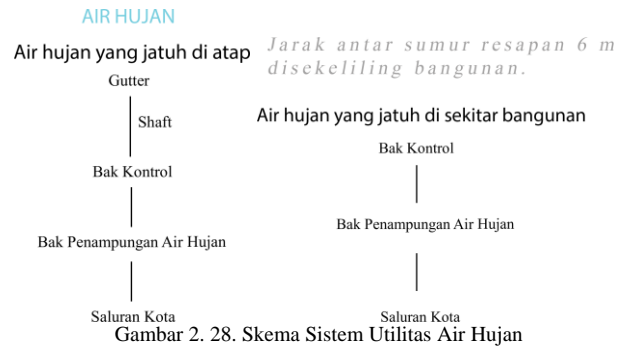 AIR HUJAN
Air hujan yang jatuh di atap
Gutter
Shaft
Bak Kontrol
Bak Penampungan Air Hujan
Saluran Kota
Jarak antar sumur resapan 6 m
disekeliling bangunan.
Air hujan yang jatuh di sekitar bangunan
Bak Kontrol
Bak Penampungan Air Hujan
Saluran Kota
Gambar 2. 28. Skema Sistem Utilitas Air Hujan